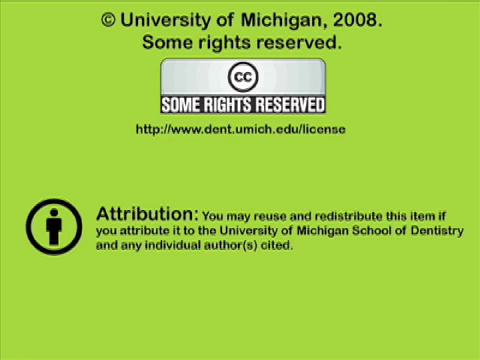 © University of Michigan, 2008.
Some rights reserved.
cc
SOME RIGHTS RESERVED
http://www.dent.umich.edu/license
Attribution: You may reuse and redistribute this item if
you attribute it to the University of Michigan School of Dentistry
and any individual author(s) cited.